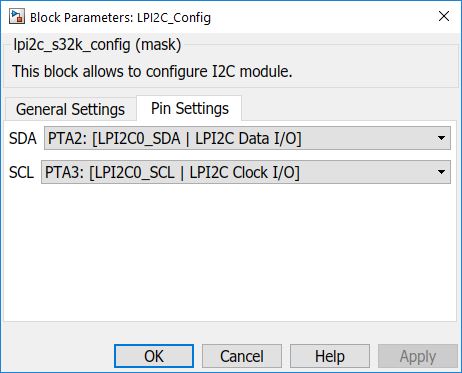 Block Parameters: LPI2C_Config
lpi2c_s32k_config (mask)
This block allows to configure I2C module.
General Settings Pin Settings
SDA PTA2: [LPI2C0_SDA | LPI2C Data I/O]
SCL PTA3: [LPI2C0_SCL | LPI2C Clock I/O]
OK Cancel Help Apply